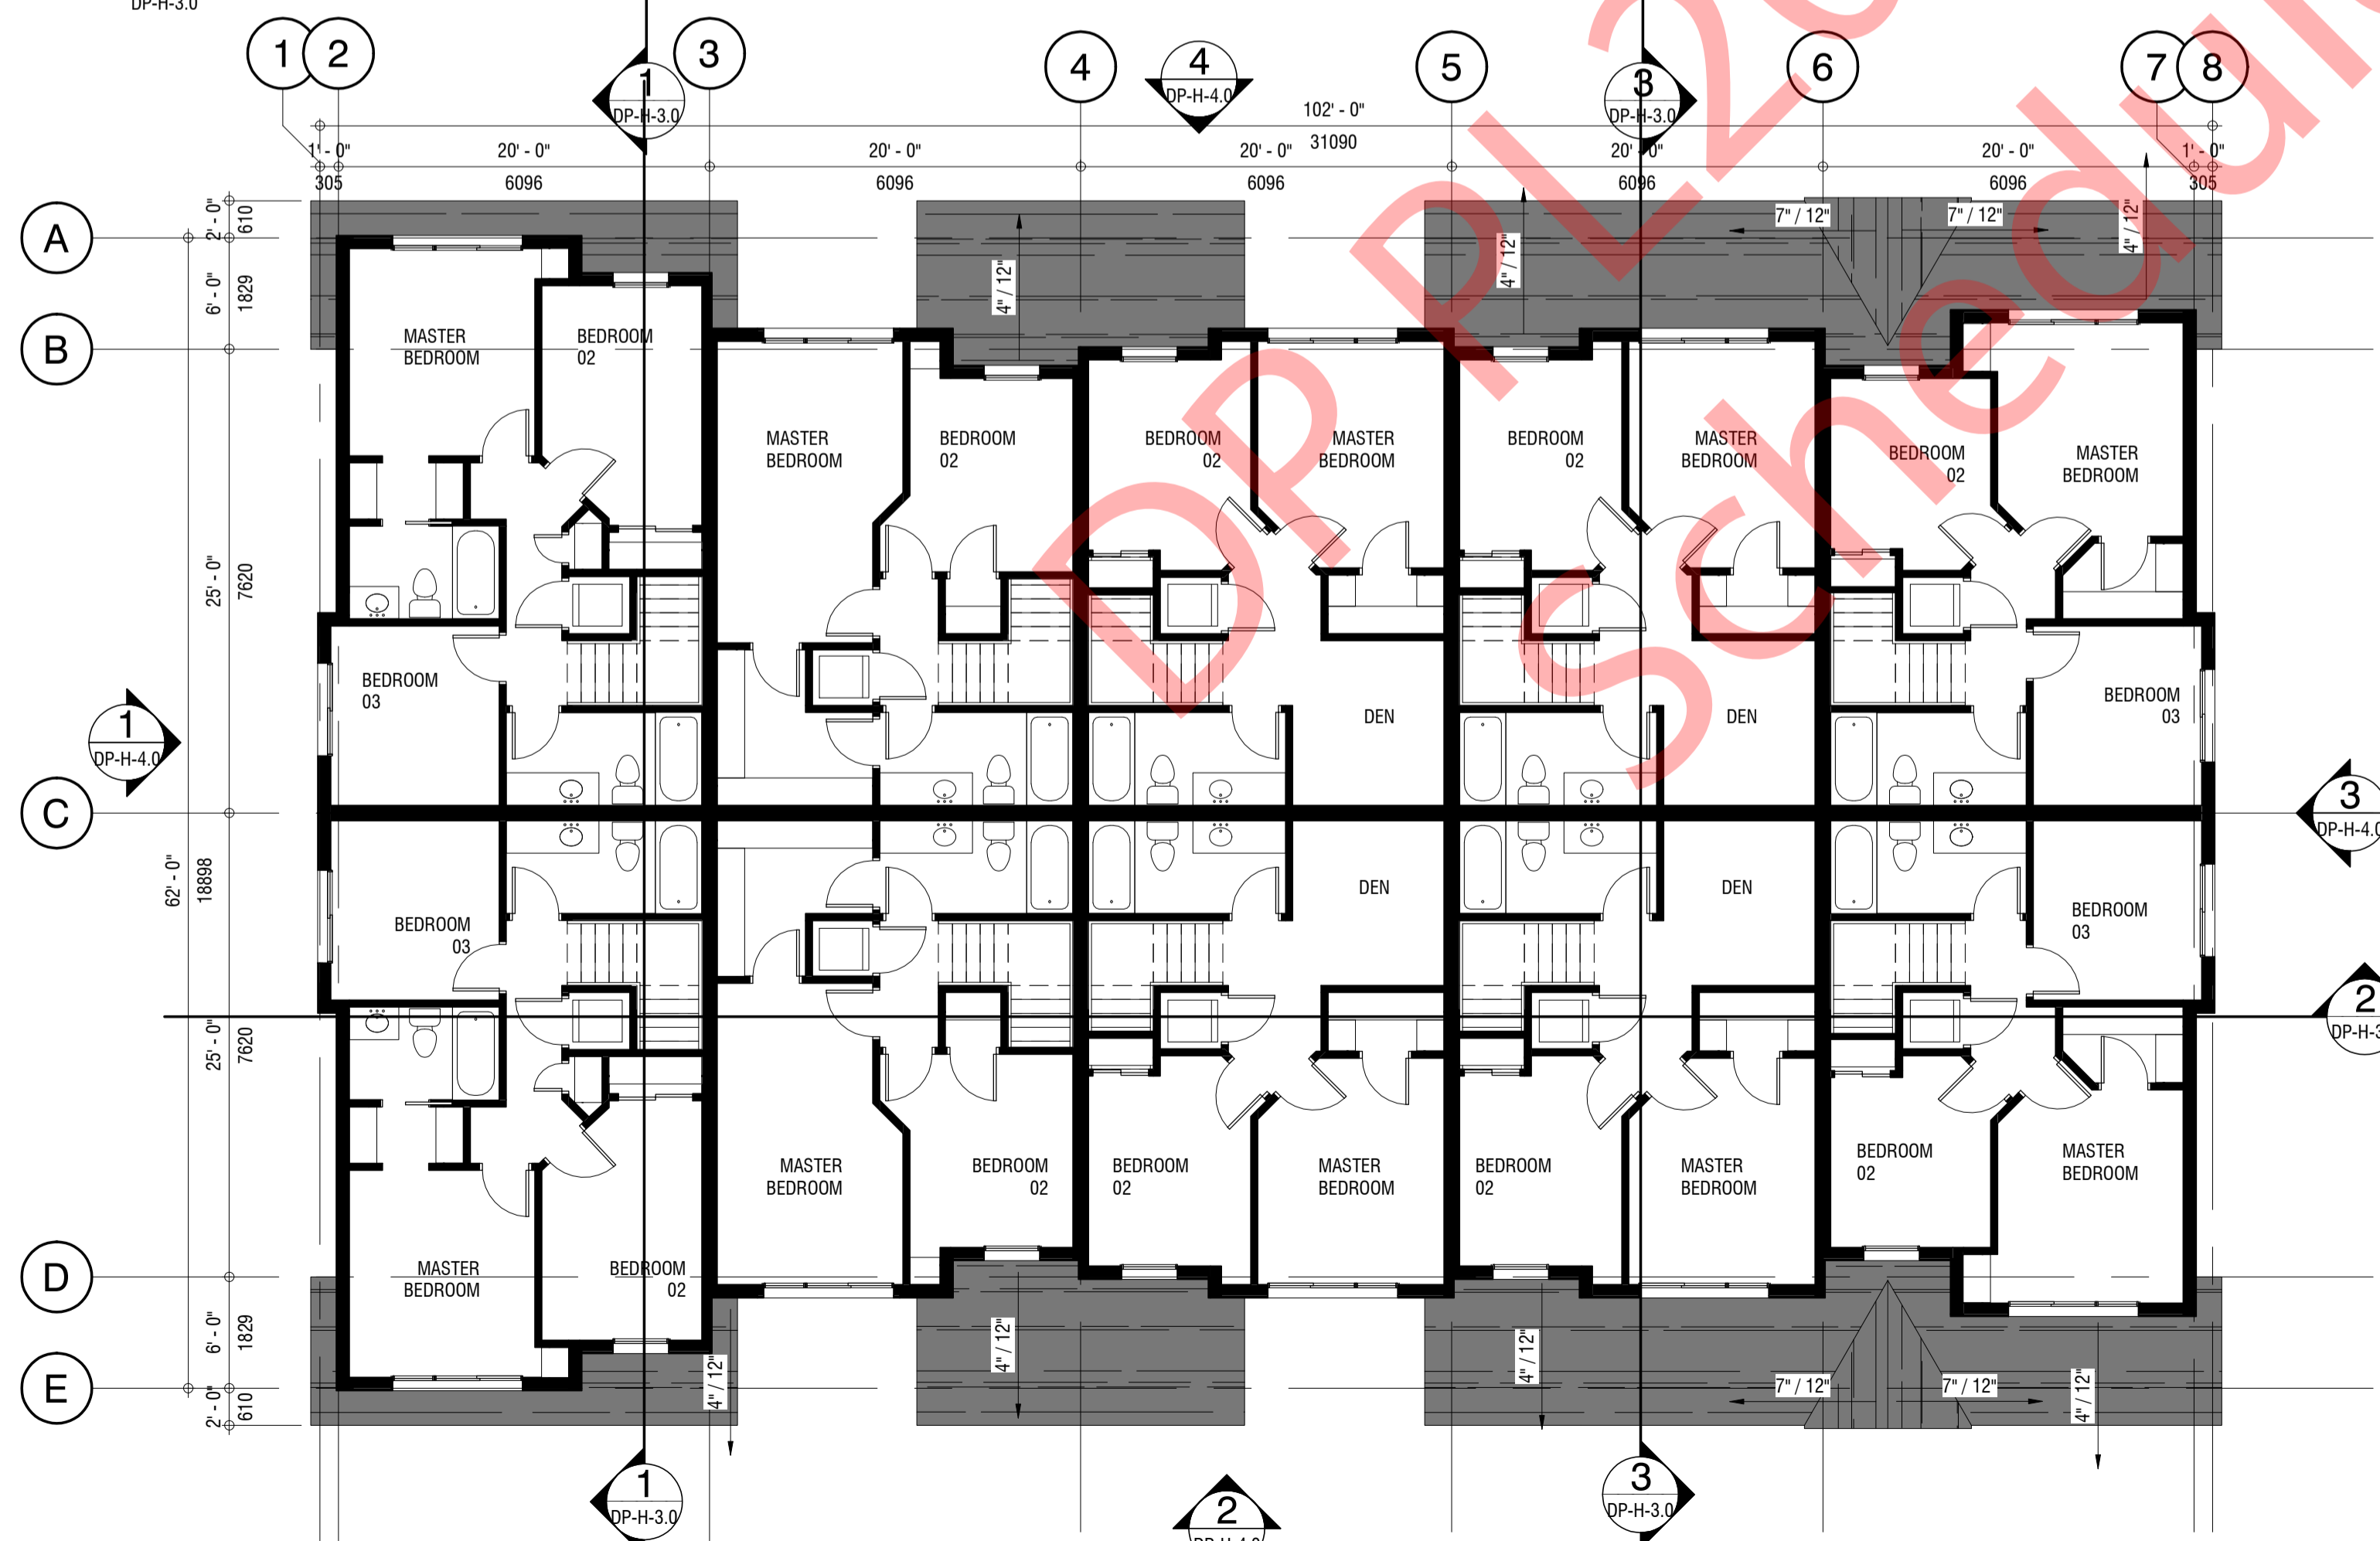 DP-H-3.0
1 2 3 4 5 6 7 8
1
DP-H-3.0
4
DP-H-4.0
3
DP-H-3.0
102' - 0"
31090
1' - 0" 20' - 0" 20' - 0" 20' - 0" 20' - 0" 20' - 0" 1' - 0"
305 6096 6096 6096 6096 6096 305
DP PL2
Schedul
A
B
C
D
E
2' - 0"
610
6' - 0"
1829
25' - 0"
7620
62' - 0"
18898
25' - 0"
7620
6' - 0"
1829
2' - 0"
610
4" / 12"
4" / 12"
7" / 12"
7" / 12"
4" / 12"
MASTER
BEDROOM
BEDROOM
02
MASTER
BEDROOM
BEDROOM
02
BEDROOM
02
MASTER
BEDROOM
BEDROOM
02
MASTER
BEDROOM
BEDROOM
02
MASTER
BEDROOM
BEDROOM
03
DEN
DEN
BEDROOM
03
1
DP-H-4.0
3
DP-H-4.0
BEDROOM
03
DEN
DEN
BEDROOM
03
2
DP-H-3
MASTER
BEDROOM
BEDROOM
02
BEDROOM
02
MASTER
BEDROOM
BEDROOM
02
MASTER
BEDROOM
BEDROOM
02
MASTER
BEDROOM
MASTER
BEDROOM
BEDROOM
02
4" / 12"
4" / 12"
4" / 12"
7" / 12"
7" / 12"
4" / 12"
1
DP-H-3.0
2
DP-H-4.0
3
DP-H-3.0